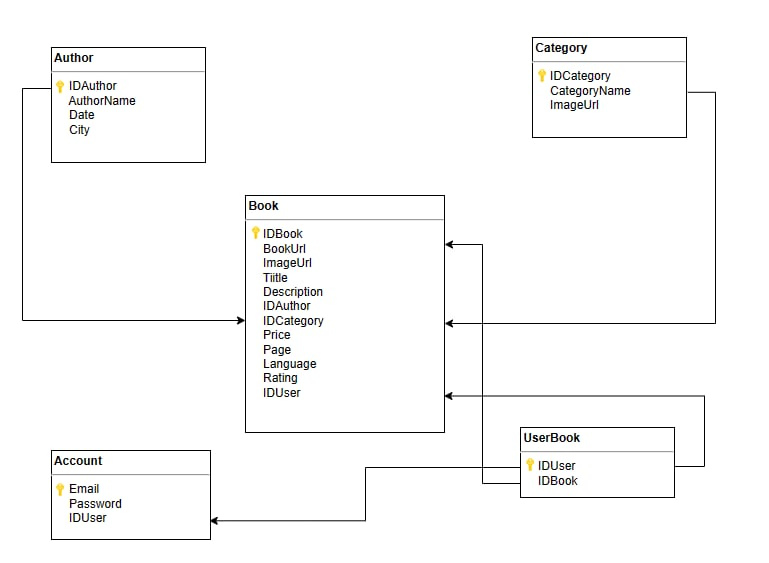 Author
IDAuthor
AuthorName
Date
City
Category
IDCategory
CategoryName
ImageUrl
Book
IDBook
BookUrl
ImageUrl
Tiitle
Description
IDAuthor
IDCategory
Price
Page
Language
Rating
IDUser
Account
Email
Password
IDUser
UserBook
IDUser
IDBook